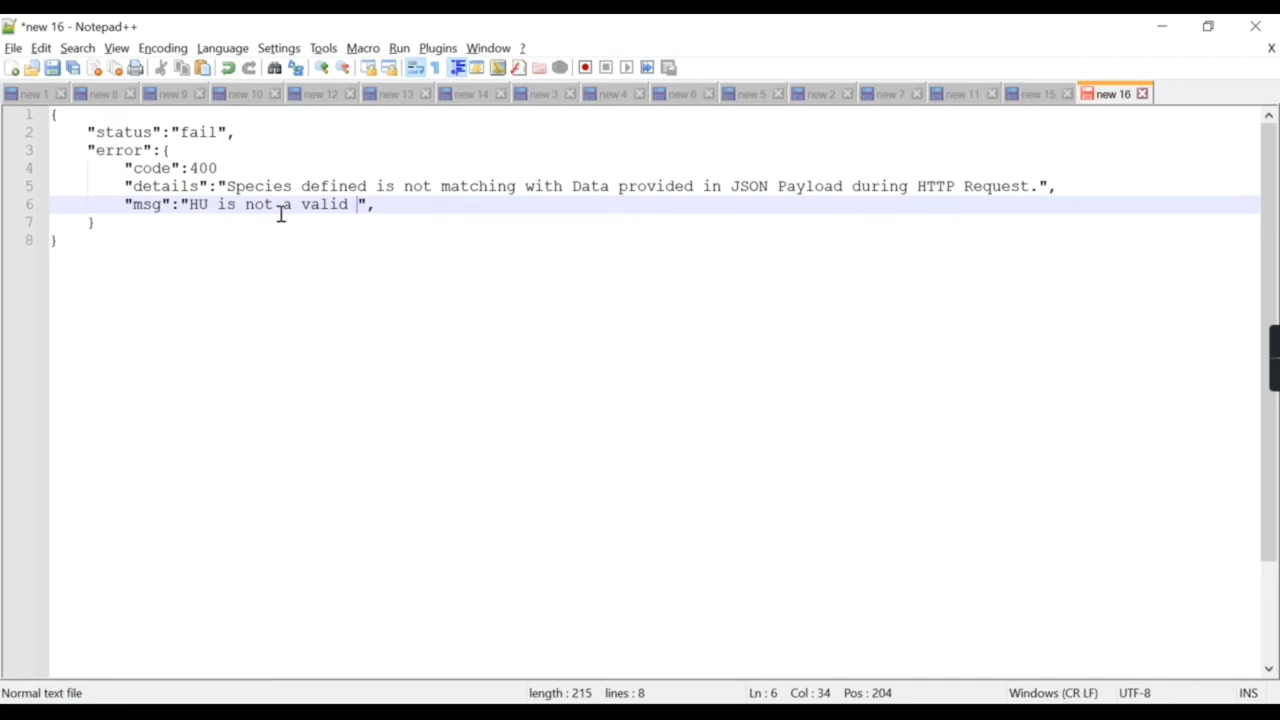 *new 16 - Notepad++
File Edit Search View Encoding Language Settings Tools Macro Run Plugins Window ? X
new 1 new 8 new 9 new 10 new 12 new 13 new 14 new 3 new 4 new 6 new 5 new 2 new 7 new 11 new 15 new 16
1 {
2 "status":"fail",
3 "error":{
4 "code":400
5 "details":"Species defined is not matching with Data provided in JSON Payload during HTTP Request.",
6 "msg":"HU is not a valid ",
7 }
8 }
Normal text file length : 215 lines : 8 Ln : 6 Col : 34 Pos : 204 Windows (CR LF) UTF-8 INS